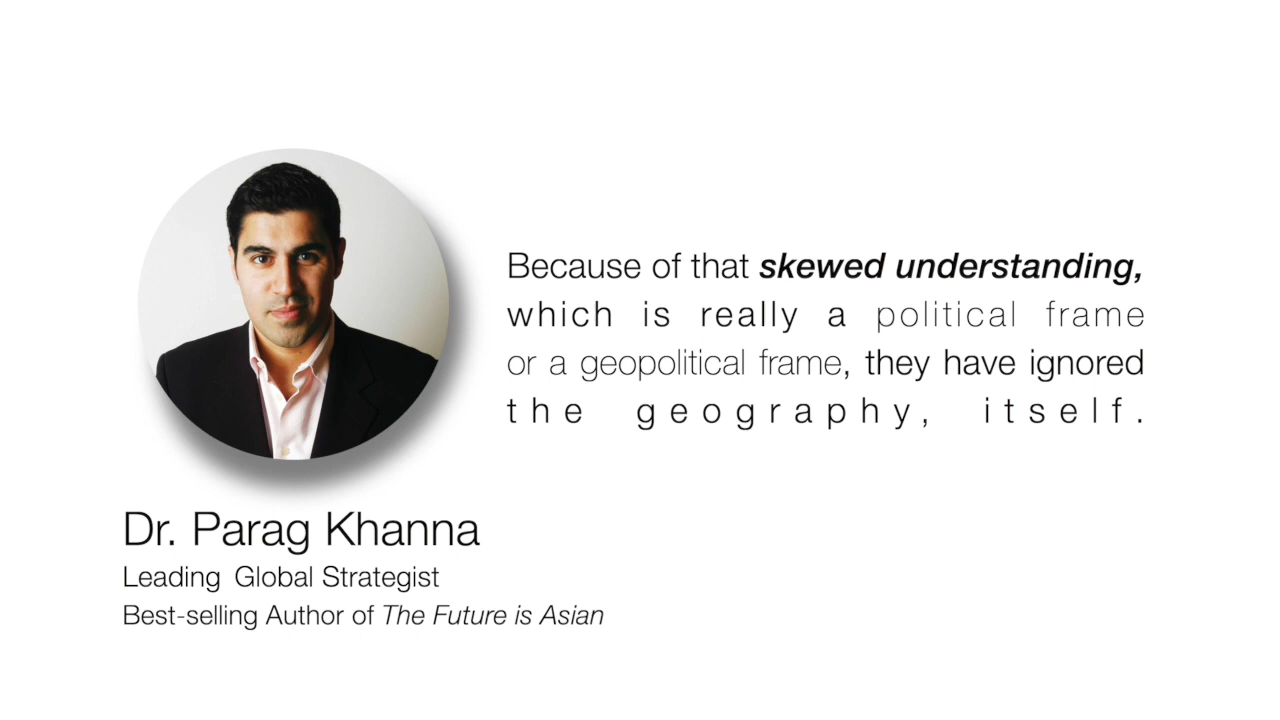 Because of that skewed understanding,
which is really a political frame
or a geopolitical frame, they have ignored
the geography, itself.
Dr. Parag Khanna
Leading Global Strategist
Best-selling Author of The Future is Asian